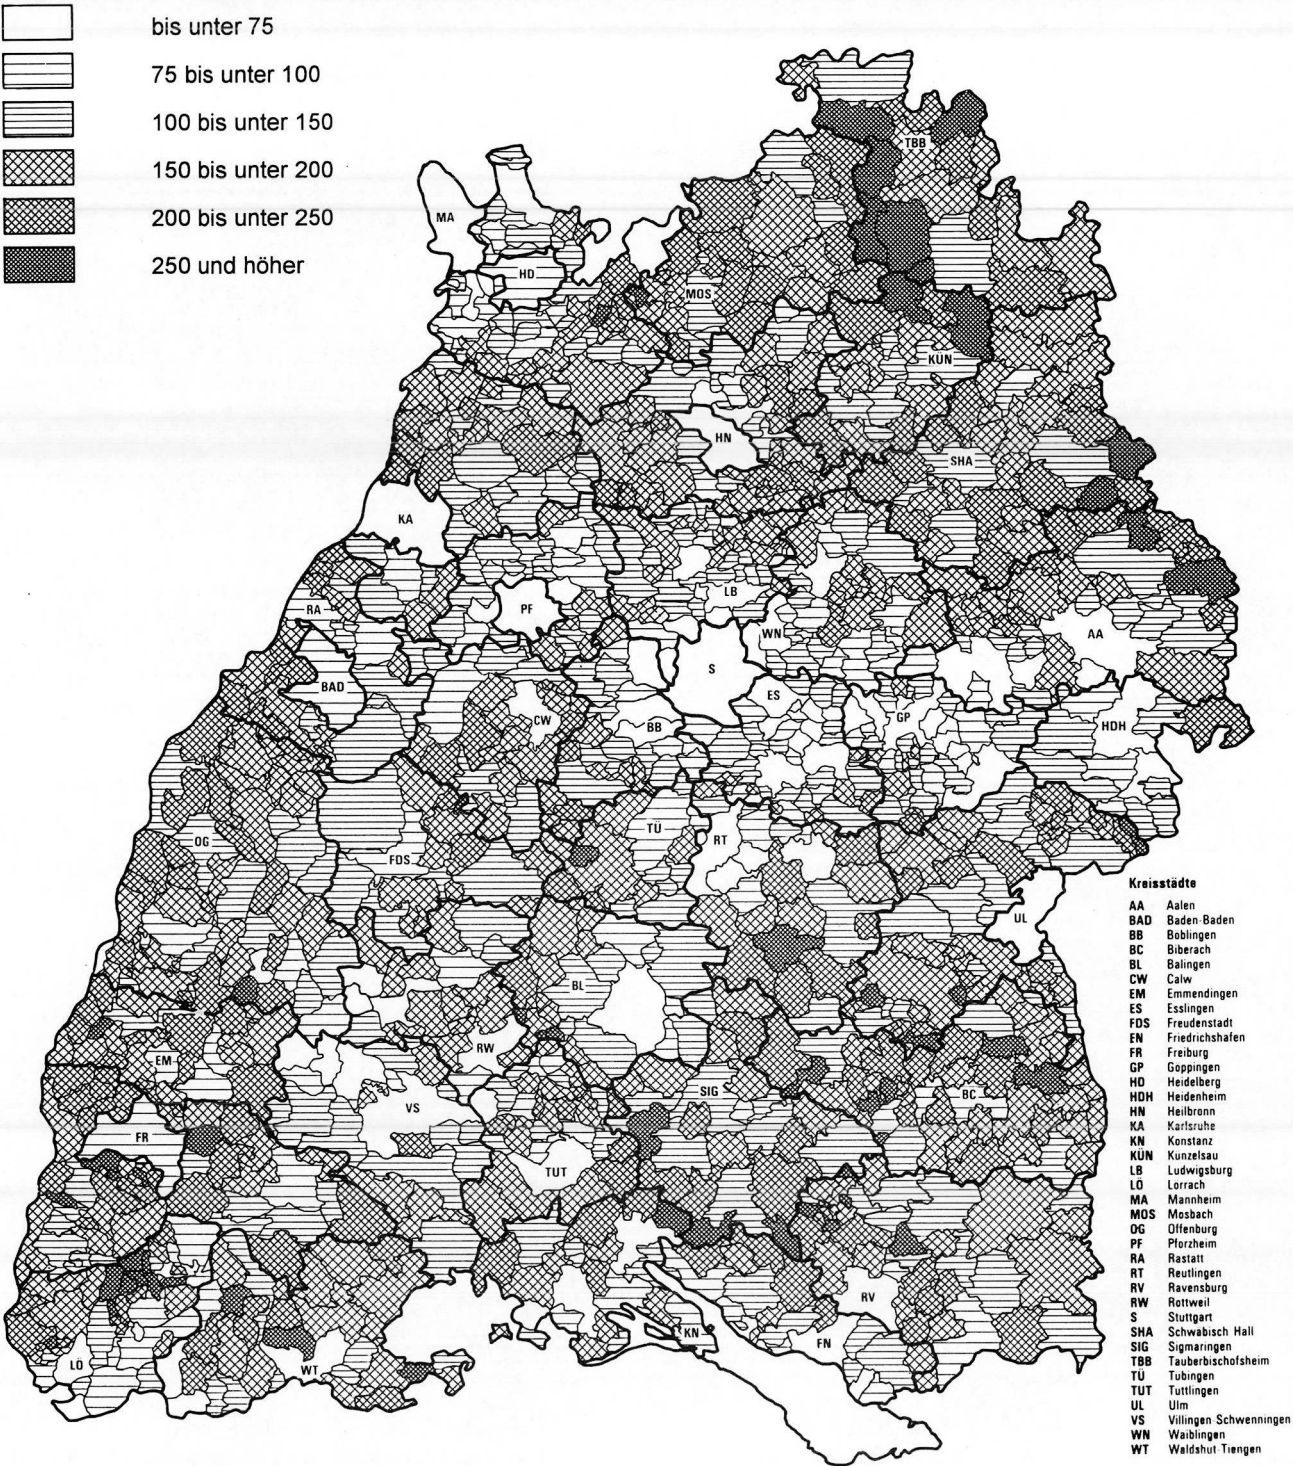 bis unter 75
75 bis unter 100
100 bis unter 150
150 bis unter 200
200 bis unter 250
250 und höher
TBB
MA
HD
MOS
KÜN
HN
SHA
KA
LB
RA
PF
WN
AA
S
BAD
ES
CW
BB
GP
HDH
OG
TÜ
RT
FDS
UL
BL
RW
EM
SIG
BC
VS
FR
TUT
RV
KN
FN
LÖ
WT
Kreisstädte
AA Aalen
BAD Baden-Baden
BB Boblingen
BC Biberach
BL Balingen
CW Calw
EM Emmendingen
ES Esslingen
FDS Freudenstadt
FN Friedrichshafen
FR Freiburg
GP Goppingen
HD Heidelberg
HDH Heidenheim
HN Heilbronn
KA Karlsruhe
KN Konstanz
KÜN Kunzelsau
LB Ludwigsburg
LÖ Lorrach
MA Mannheim
MOS Mosbach
OG Offenburg
PF Pforzheim
RA Rastatt
RT Reutlingen
RV Ravensburg
RW Rottweil
S Stuttgart
SHA Schwabisch Hall
SIG Sigmaringen
TBB Tauberbischofsheim
TÜ Tubingen
TUT Tuttlingen
UL Ulm
VS Villingen-Schwenningen
WN Waiblingen
WT Waldshut-Tiengen